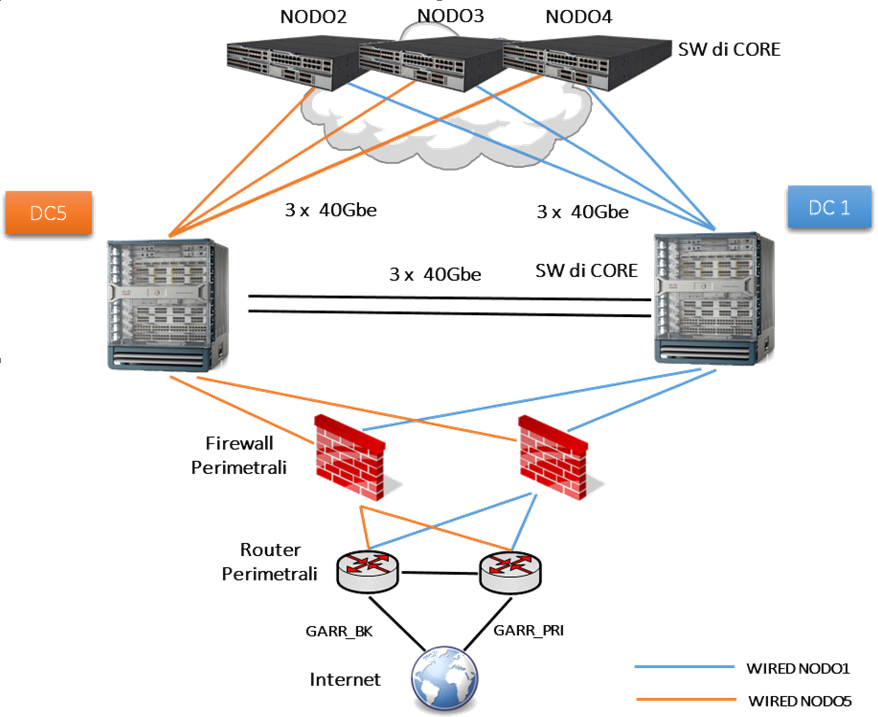 NODO2
NODO3
NODO4
SW di CORE
DC5
3 x 40Gbe
3 x 40Gbe
DC 1
3 x 40Gbe
SW di CORE
Firewall
Perimetrali
Router
Perimetrali
GARR_BK
GARR_PRI
Internet
WIRED NODO1
WIRED NODO5